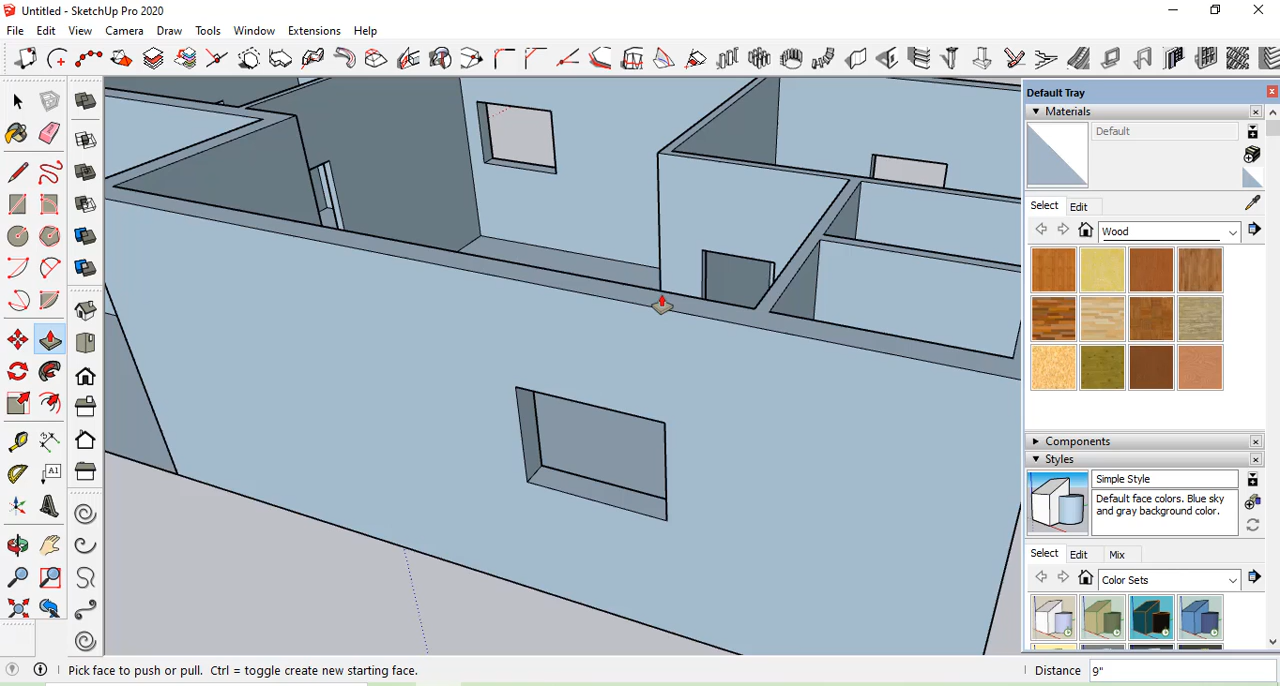 Untitled - SketchUp Pro 2020
File Edit View Camera Draw Tools Window Extensions Help
Default Tray
Materials
Default
Select Edit
Wood
Components
Styles
Simple Style
Default face colors. Blue sky
and gray background color.
Select Edit Mix
Color Sets
A1
Pick face to push or pull. Ctrl = toggle create new starting face.
Distance 9"